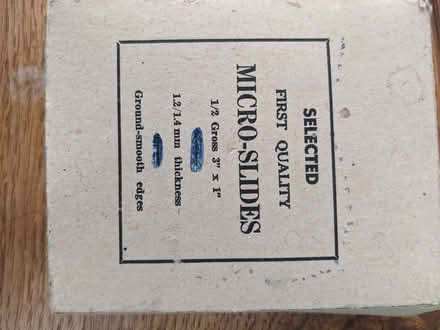 SELECTED
FIRST QUALITY
MICRO-SLIDES
1/2 Gross 3" x 1"
1.2/1.4 mm thickness
Ground-smooth edges